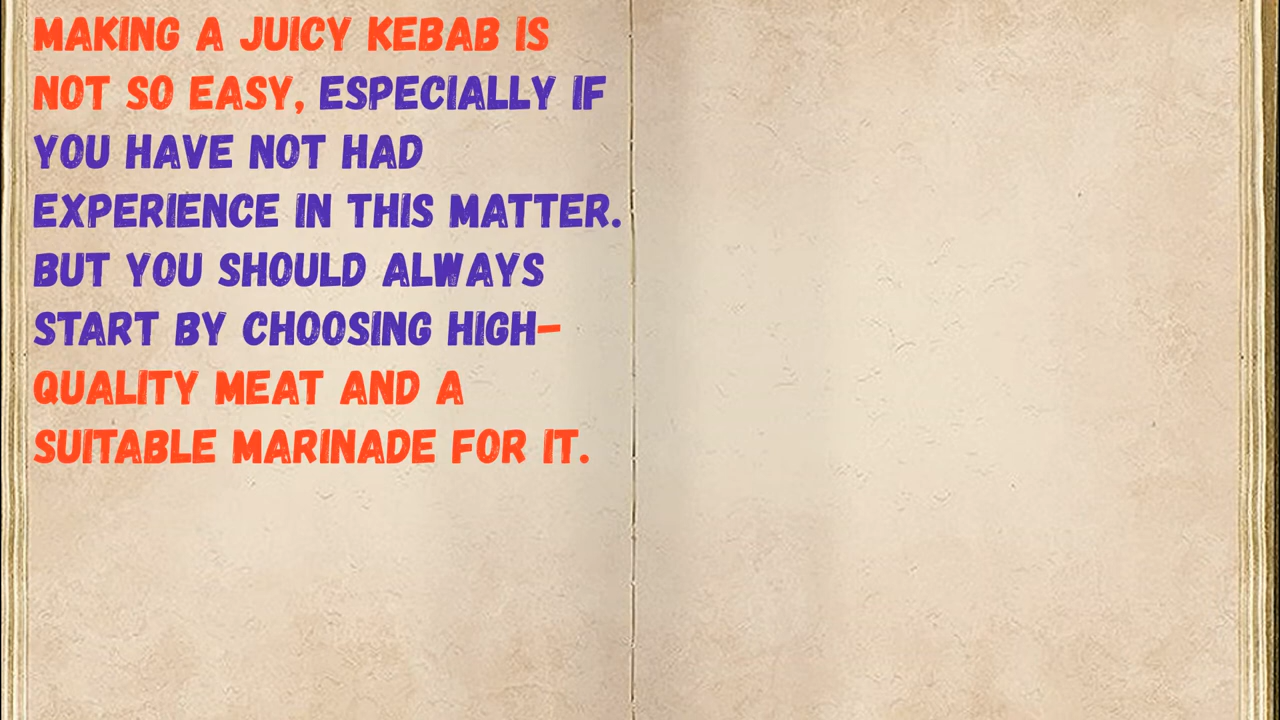 MAKING A JUICY KEBAB IS
NOT SO EASY, ESPECIALLY IF
YOU HAVE NOT HAD
EXPERIENCE IN THIS MATTER.
BUT YOU SHOULD ALWAYS
START BY CHOOSING HIGH-
QUALITY MEAT AND A
SUITABLE MARINADE FOR IT.